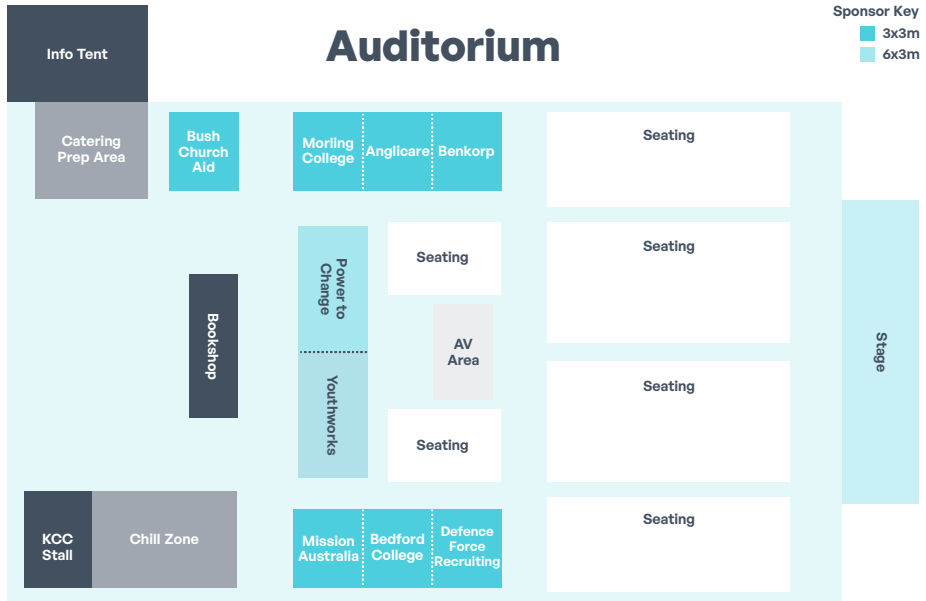 Auditorium
Sponsor Key
3x3m
6x3m
Info Tent
Catering
Prep Area
Bush
Church
Aid
Morling
College
Anglicare
Benkorp
Seating
Power to
Change
Seating
Seating
Bookshop
AV
Area
Stage
Youthworks
Seating
Seating
KCC
Stall
Chill Zone
Mission
Australia
Bedford
College
Defence
Force
Recruiting
Seating